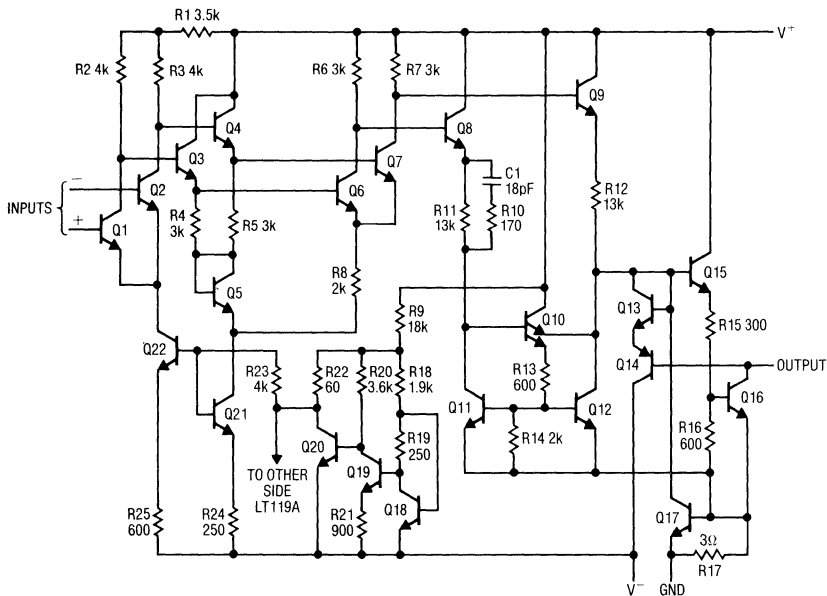 R1 3.5k
V+
R2 4k
R3 4k
R6 3k
R7 3k
Q9
Q4
Q8
Q3
Q7
C1
18pF
Q2
Q6
R12
13k
INPUTS
−
+
R4
3k
R5 3k
R11
13k
R10
170
Q1
Q15
R8
2k
Q5
Q13
R9
18k
Q10
R15 300
Q22
Q14
OUTPUT
R23
4k
R22
60
R20
3.6k
R18
1.9k
R13
600
Q16
Q21
Q11
Q12
R16
600
Q20
R19
250
R14 2k
Q19
TO OTHER
SIDE
LT119A
Q18
Q17
R25
600
R24
250
R21
900
3Ω
R17
V−
GND